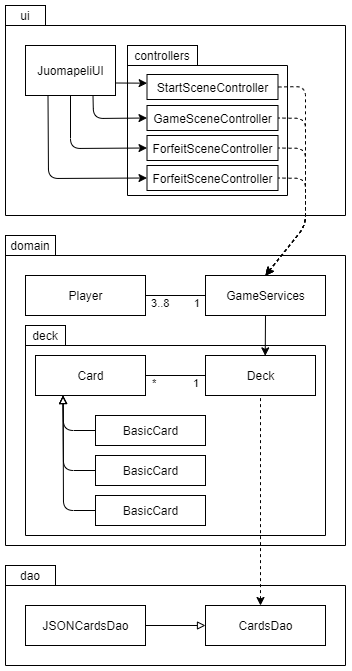 ui
controllers
JuomapeliUI
StartSceneController
GameSceneController
ForfeitSceneController
ForfeitSceneController
domain
Player
3..8
1
GameServices
deck
Card
*
1
Deck
BasicCard
BasicCard
BasicCard
dao
JSONCardsDao
CardsDao